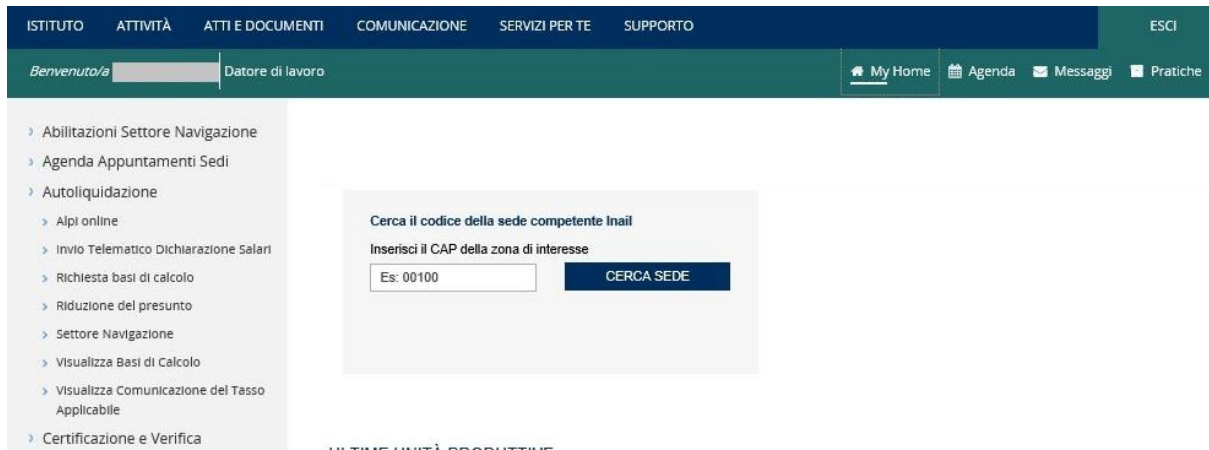 ISTITUTO ATTIVITÀ ATTI E DOCUMENTI COMUNICAZIONE SERVIZI PER TE SUPPORTO ESCI
Benvenuto/a Datore di lavoro My Home Agenda Messaggi Pratiche
Abilitazioni Settore Navigazione
Agenda Appuntamenti Sedi
Autoliquidazione
Alpi online
Invio Telematico Dichiarazione Salari
Richiesta basi di calcolo
Riduzione del presunto
Settore Navigazione
Visualizza Basi di Calcolo
Visualizza Comunicazione del Tasso
Applicabile
Certificazione e Verifica
Cerca il codice della sede competente Inail
Inserisci il CAP della zona di interesse
Es: 00100 CERCA SEDE
ULTIME UNITÀ PRODUTTIVE